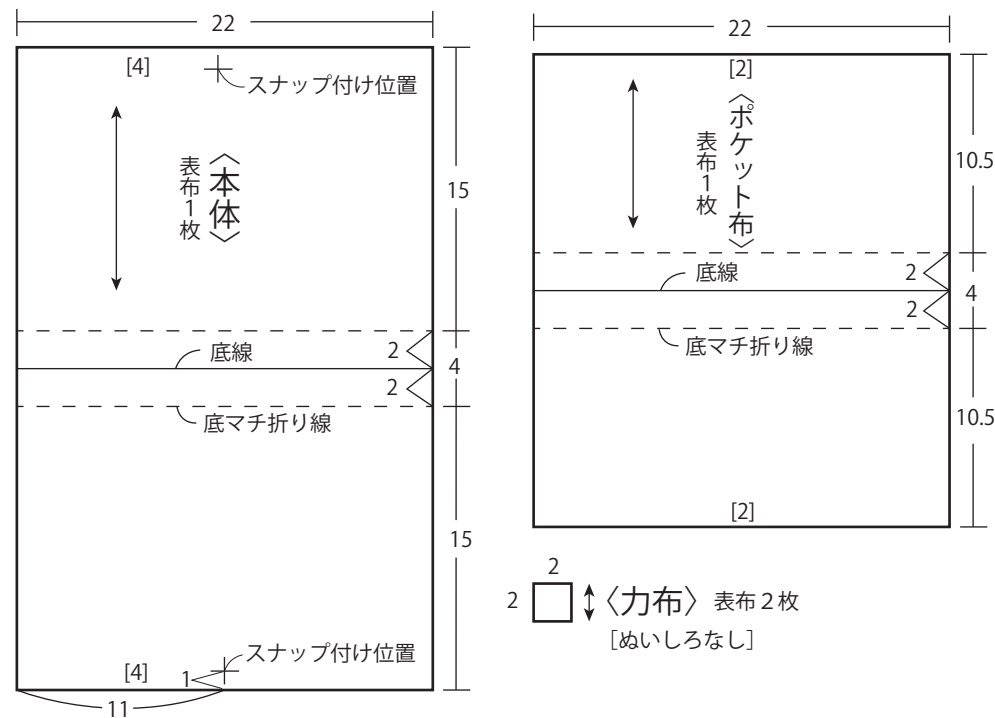 22
[4]
スナップ付け位置
〈本体〉
表布1枚
15
底線
2
2
4
底マチ折り線
15
スナップ付け位置
[4]
1
11
22
[2]
〈ポケット布〉
表布1枚
10.5
底線
2
2
4
底マチ折り線
10.5
[2]
2
2
〈力布〉 表布2枚
[ぬいしろなし]